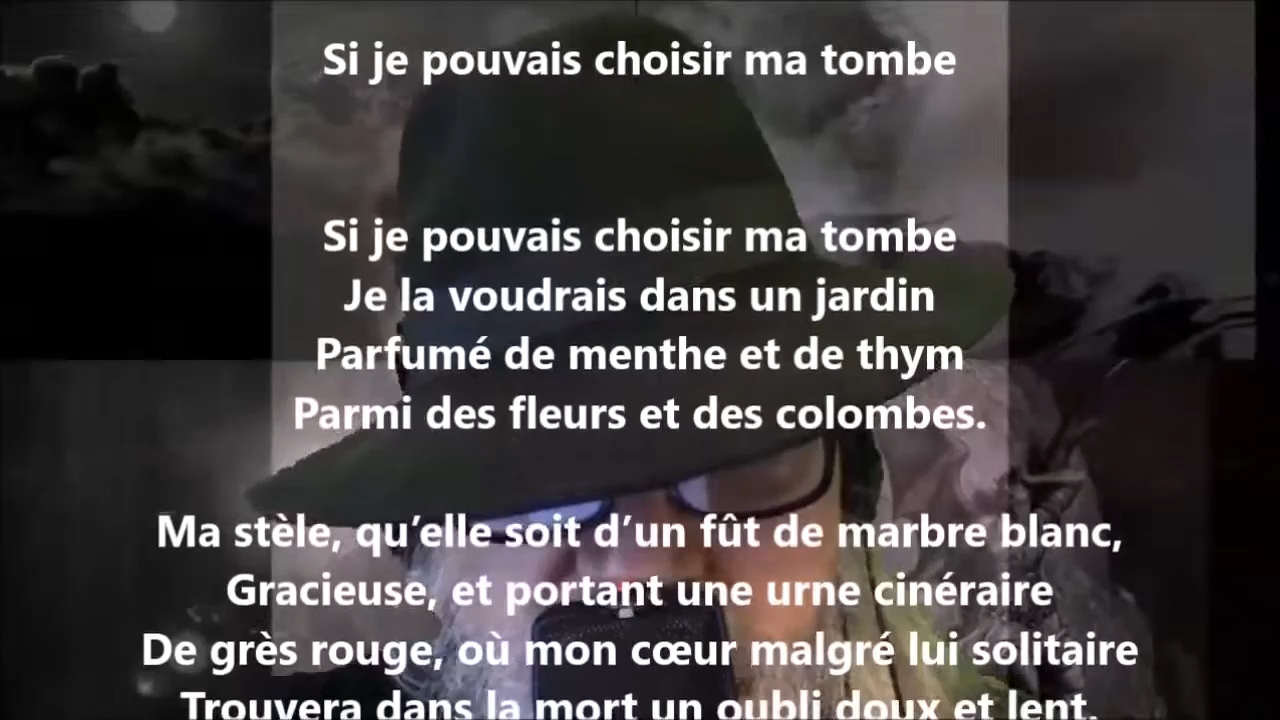 Si je pouvais choisir ma tombe
Si je pouvais choisir ma tombe
Je la voudrais dans un jardin
Parfumé de menthe et de thym
Parmi des fleurs et des colombes.
Ma stèle, qu’elle soit d’un fût de marbre blanc,
Gracieuse, et portant une urne cinéraire
De grès rouge, où mon cœur malgré lui solitaire
Trouvera dans la mort un oubli doux et lent.